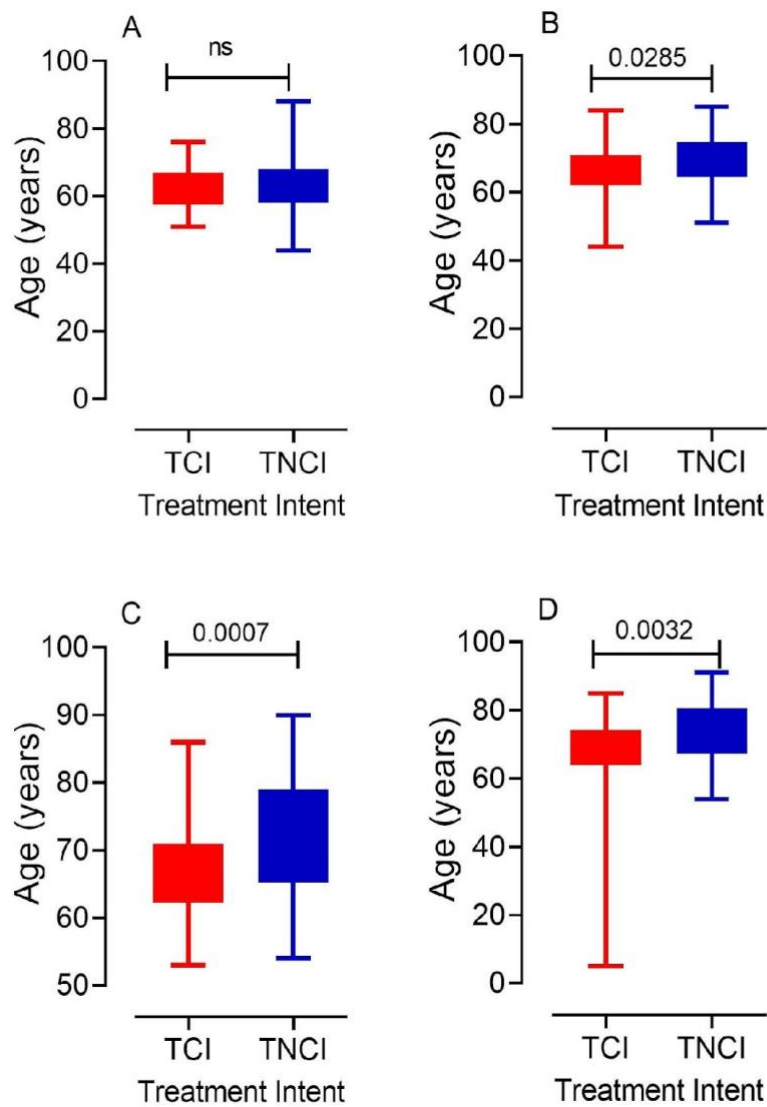 A
ns
100
80
60
40
20
0
Age (years)
TCI TNCI
Treatment Intent
B
0.0285
100
80
60
40
20
0
Age (years)
TCI TNCI
Treatment Intent
C
0.0007
100
90
80
70
60
50
Age (years)
TCI TNCI
Treatment Intent
D
0.0032
100
80
60
40
20
0
Age (years)
TCI TNCI
Treatment Intent